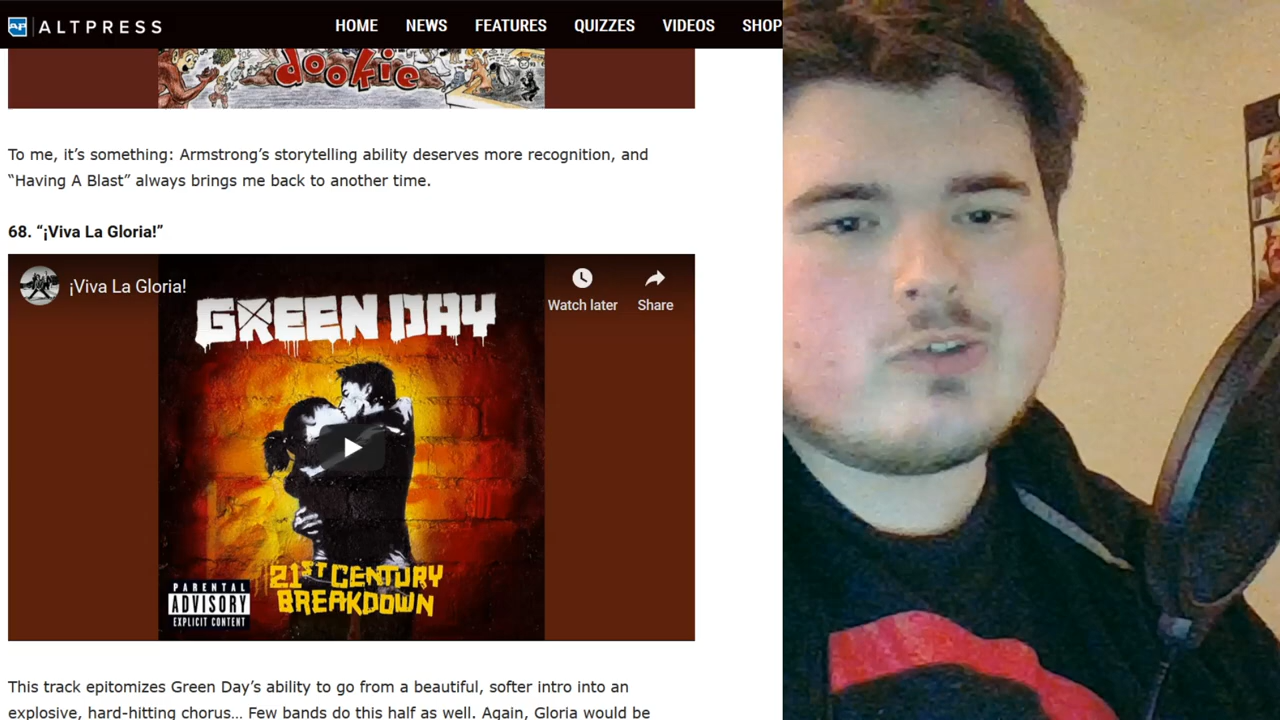 AP ALTPRESS HOME NEWS FEATURES QUIZZES VIDEOS SHOP
dookie
To me, it’s something: Armstrong’s storytelling ability deserves more recognition, and
“Having A Blast” always brings me back to another time.
68. “¡Viva La Gloria!”
¡Viva La Gloria!
Watch later
Share
GREEN DAY
21ST CENTURY
BREAKDOWN
PARENTAL
ADVISORY
EXPLICIT CONTENT
This track epitomizes Green Day’s ability to go from a beautiful, softer intro into an
explosive, hard-hitting chorus… Few bands do this half as well. Again, Gloria would be